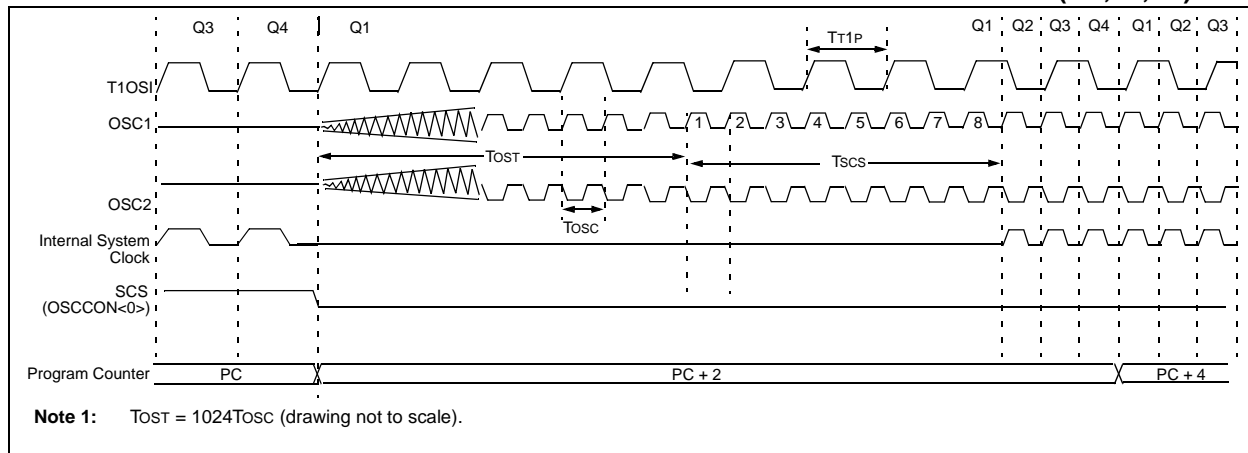 Q3 Q4 Q1 Q1 Q2 Q3 Q4 Q1 Q2 Q3
TT1P
T1OSI
OSC1
1 2 3 4 5 6 7 8
TOST TSCS
OSC2
TOSC
Internal System
Clock
SCS
(OSCCON<0>)
Program Counter PC PC + 2 PC + 4
Note 1: TOST = 1024TOSC (drawing not to scale).